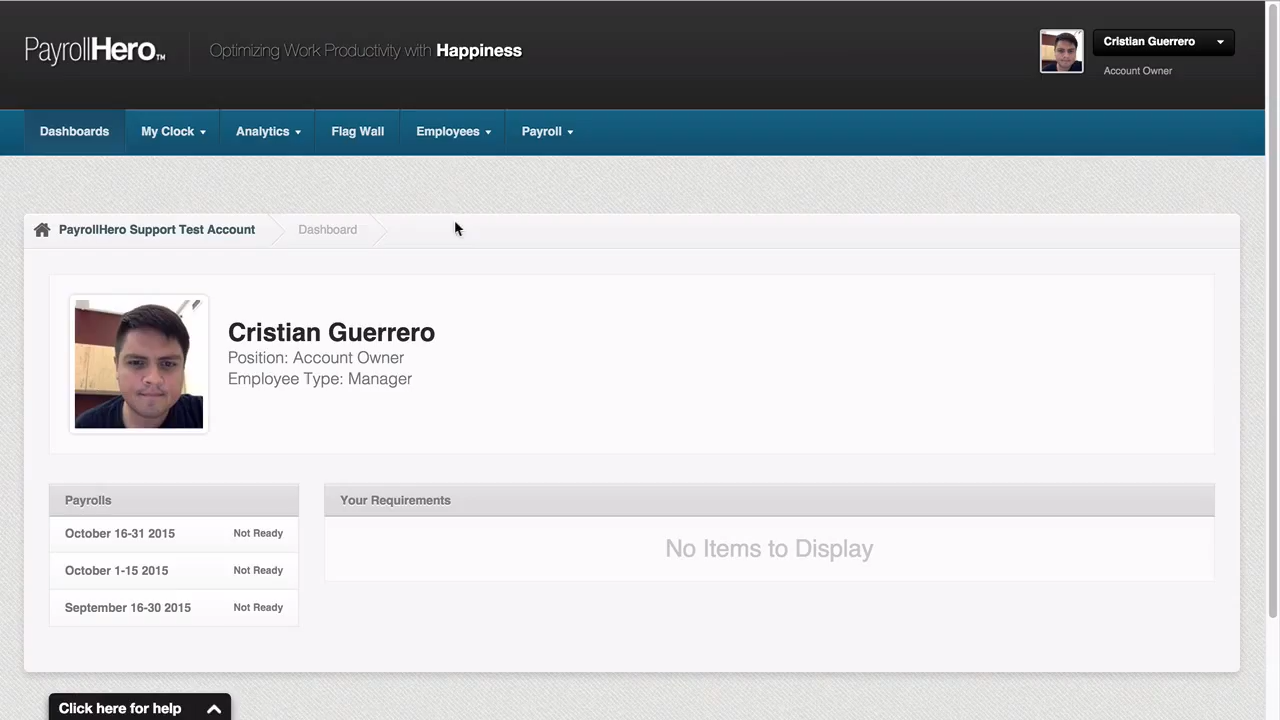 PayrollHero™
Optimizing Work Productivity with Happiness
Cristian Guerrero
Account Owner
Dashboards
My Clock
Analytics
Flag Wall
Employees
Payroll
PayrollHero Support Test Account
Dashboard
Cristian Guerrero
Position: Account Owner
Employee Type: Manager
Payrolls
October 16-31 2015 Not Ready
October 1-15 2015 Not Ready
September 16-30 2015 Not Ready
Your Requirements
No Items to Display
Click here for help